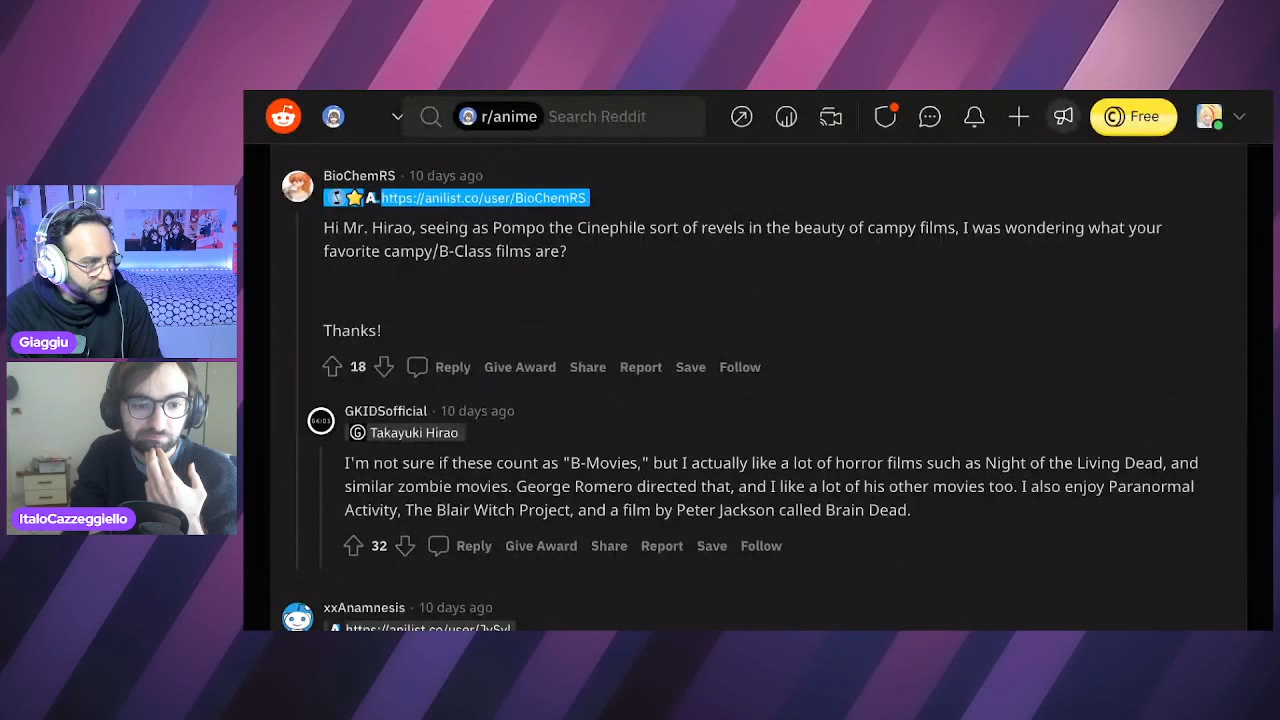 r/anime Search Reddit Free
BioChemRS · 10 days ago
A. https://anilist.co/user/BioChemRS
Hi Mr. Hirao, seeing as Pompo the Cinephile sort of revels in the beauty of campy films, I was wondering what your
favorite campy/B-Class films are?
Thanks!
18 Reply Give Award Share Report Save Follow
GKIDS
GKIDSofficial · 10 days ago
G Takayuki Hirao
I'm not sure if these count as "B-Movies," but I actually like a lot of horror films such as Night of the Living Dead, and
similar zombie movies. George Romero directed that, and I like a lot of his other movies too. I also enjoy Paranormal
Activity, The Blair Witch Project, and a film by Peter Jackson called Brain Dead.
32 Reply Give Award Share Report Save Follow
xxAnamnesis · 10 days ago
A https://anilist.co/user/JySyl
Giaggiu
ItaloCazzeggiello